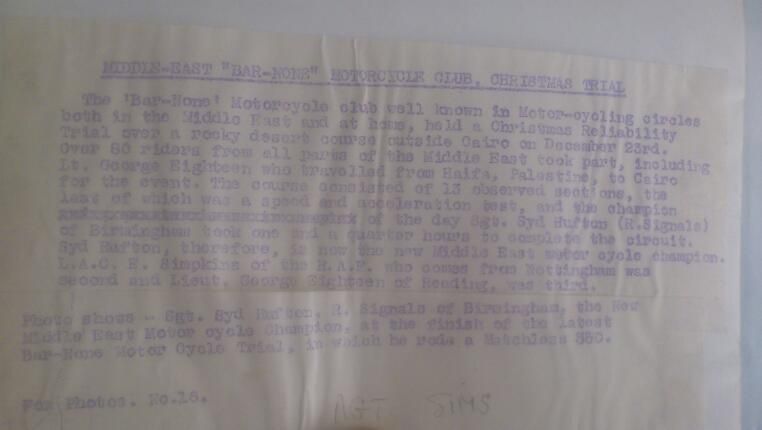 MIDDLE-EAST "BAR-NONE" MOTORCYCLE CLUB, CHRISTMAS TRIAL
The 'Bar-None' Motorcycle club well known in Motor-cycling circles
both in the Middle East and at home, held a Christmas Reliability
Trial over a rocky desert course outside Cairo on December 23rd.
Over 80 riders from all parts of the Middle East took part, including
Lt. George Eighteen who travelled from Haifa, Palestine, to Cairo
for the event. The course consisted of 13 observed sections, the
last of which was a speed and acceleration test, and the champion
of the day Sgt. Syd Hufton (R.Signals)
of Birmingham took one and a quarter hours to complete the circuit.
Syd Hufton, therefore, is now the new Middle East motor cycle champion.
L.A.C. E. Simpkins of the R.A.F. who comes from Nottingham was
second and Lieut. George Eighteen of Reading, was third.
Photo shows - Sgt. Syd Hufton, R. Signals of Birmingham, the New
Middle East Motor cycle Champion, at the finish of the latest
Bar-None Motor Cycle Trial, in which he rode a Matchless 350.
Fox Photos. No.16.
AGT SIMS